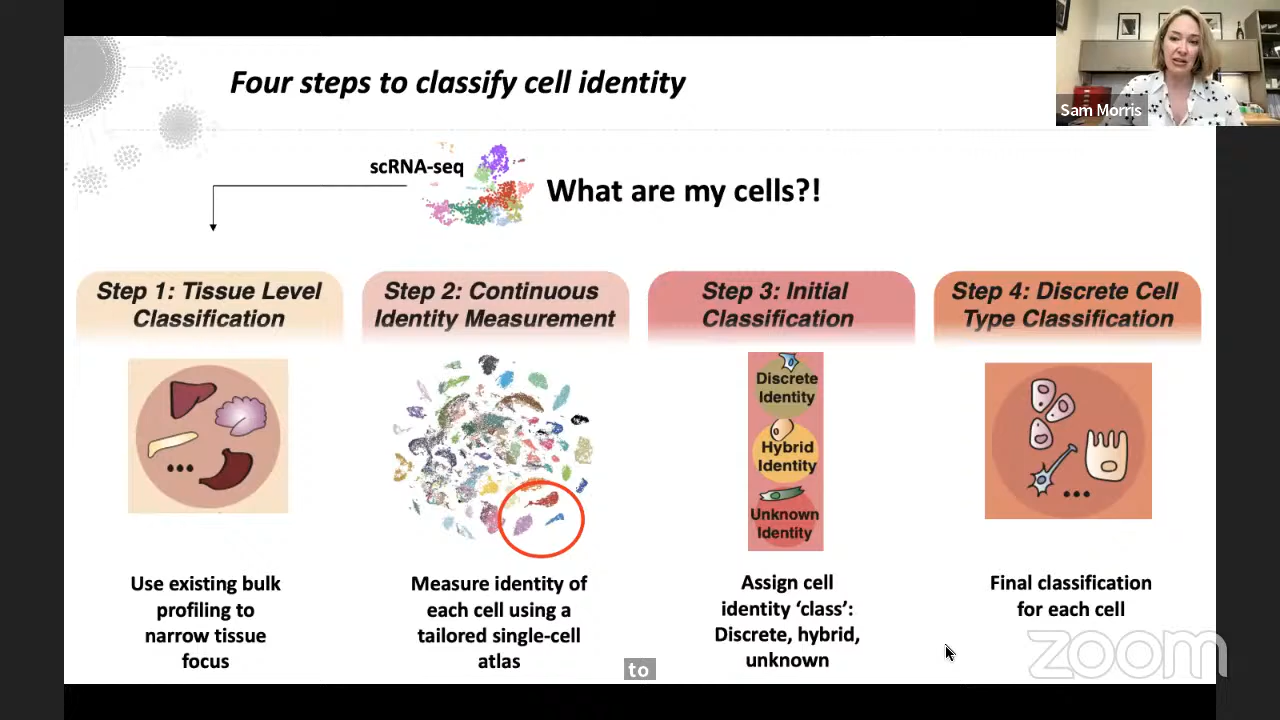 Four steps to classify cell identity
Sam Morris
scRNA-seq
What are my cells?!
Step 1: Tissue Level
Classification
Step 2: Continuous
Identity Measurement
Step 3: Initial
Classification
Step 4: Discrete Cell
Type Classification
Discrete
Identity
Hybrid
Identity
Unknown
Identity
Use existing bulk
profiling to
narrow tissue
focus
Measure identity of
each cell using a
tailored single-cell
atlas
Assign cell
identity ‘class’:
Discrete, hybrid,
unknown
Final classification
for each cell
to
zoom